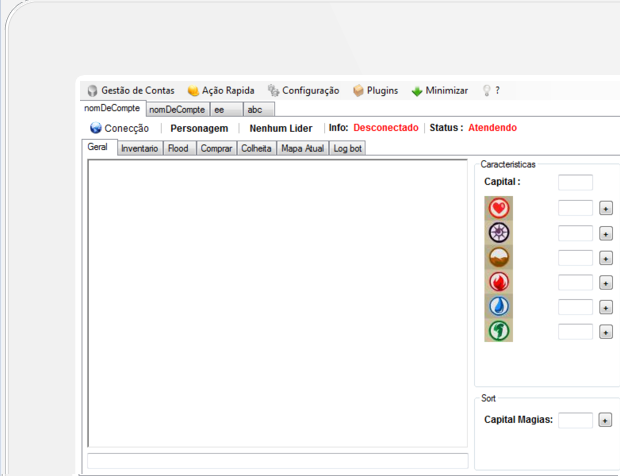 Gestão de Contas Ação Rapida Configuração Plugins Minimizar ?
nomDeCompte nomDeCompte ee abc
Conecção Personagem Nenhum Lider Info: Desconectado Status : Atendendo
Geral Inventario Flood Comprar Colheita Mapa Atual Log bot
Caracteristicas
Capital :
+
+
+
+
+
+
Sort
Capital Magias: +